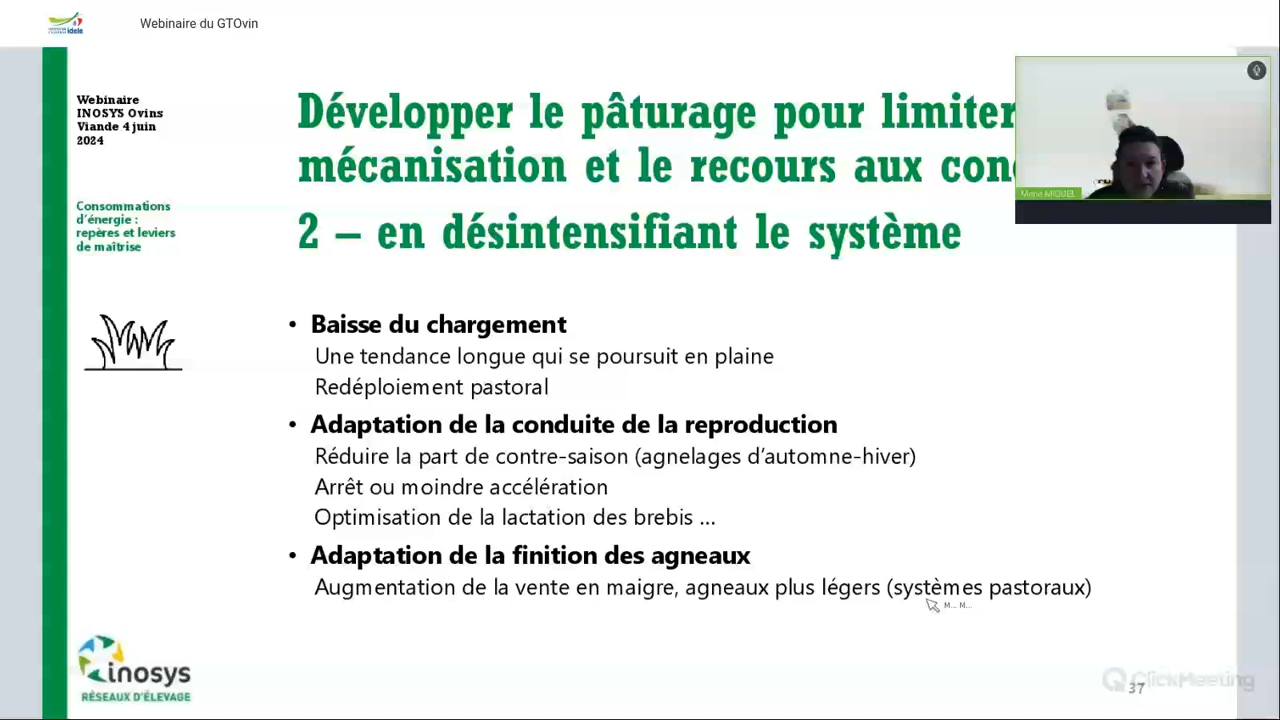 idele
Webinaire du GTOvin
Webinaire
INOSYS Ovins
Viande 4 juin
2024
Consommations
d'énergie :
repères et leviers
de maîtrise
Développer le pâturage pour limiter
mécanisation et le recours aux con
2 – en désintensifiant le système
Marie MIQUEL
• Baisse du chargement
Une tendance longue qui se poursuit en plaine
Redéploiement pastoral
• Adaptation de la conduite de la reproduction
Réduire la part de contre-saison (agnelages d'automne-hiver)
Arrêt ou moindre accélération
Optimisation de la lactation des brebis ...
• Adaptation de la finition des agneaux
Augmentation de la vente en maigre, agneaux plus légers (systèmes pastoraux)
M... M...
inosys
RÉSEAUX D'ÉLEVAGE
ClickMeeting
37